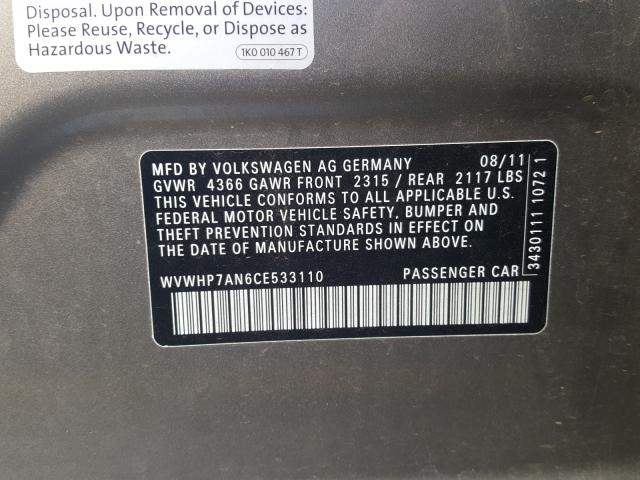 Disposal. Upon Removal of Devices:
Please Reuse, Recycle, or Dispose as
Hazardous Waste.
1K0 010 467 T
MFD BY VOLKSWAGEN AG GERMANY 08/11
GVWR 4366 GAWR FRONT 2315 / REAR 2117 LBS
THIS VEHICLE CONFORMS TO ALL APPLICABLE U.S.
FEDERAL MOTOR VEHICLE SAFETY, BUMPER AND
THEFT PREVENTION STANDARDS IN EFFECT ON
THE DATE OF MANUFACTURE SHOWN ABOVE.
WVWHP7AN6CE533110 PASSENGER CAR
3430111 1072 1